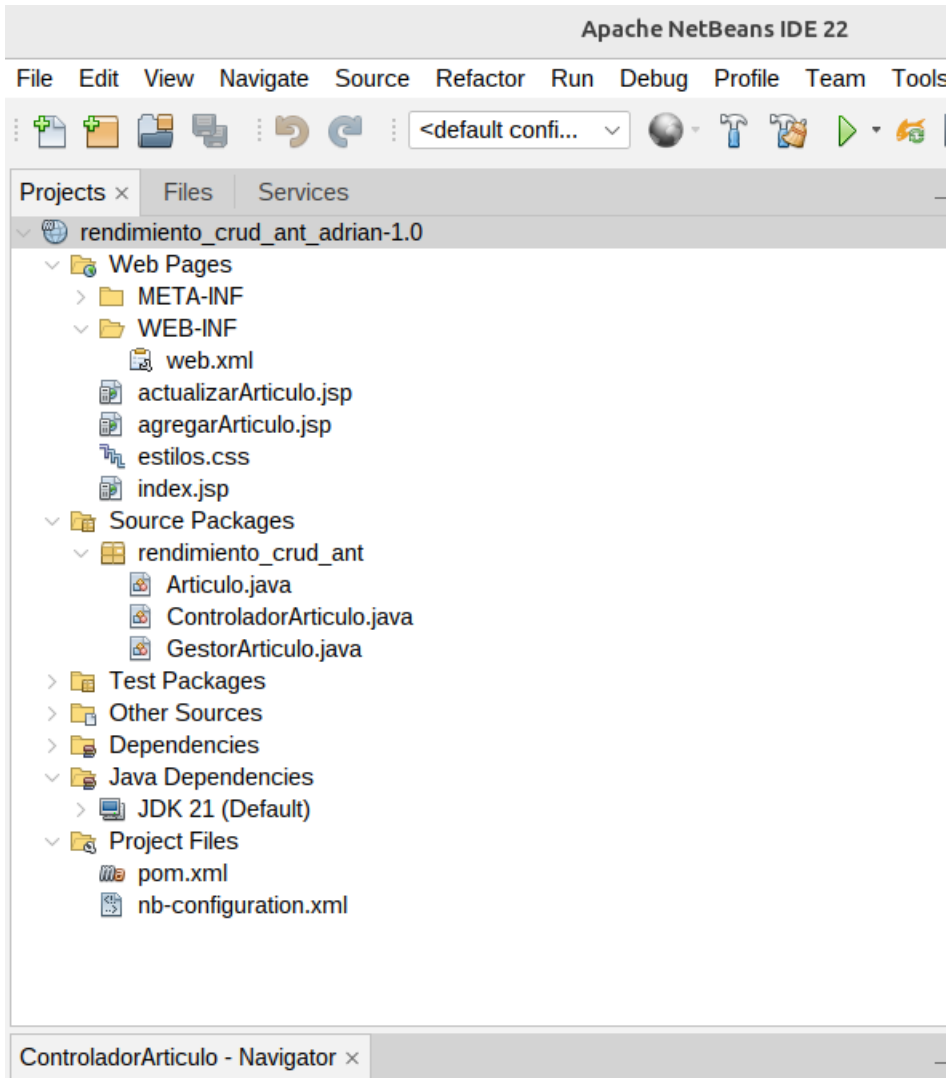 Apache NetBeans IDE 22
File Edit View Navigate Source Refactor Run Debug Profile Team Tools
<default confi...
Projects × Files Services
rendimiento_crud_ant_adrian-1.0
Web Pages
META-INF
WEB-INF
web.xml
actualizarArticulo.jsp
agregarArticulo.jsp
estilos.css
index.jsp
Source Packages
rendimiento_crud_ant
Articulo.java
ControladorArticulo.java
GestorArticulo.java
Test Packages
Other Sources
Dependencies
Java Dependencies
JDK 21 (Default)
Project Files
pom.xml
nb-configuration.xml
ControladorArticulo - Navigator ×